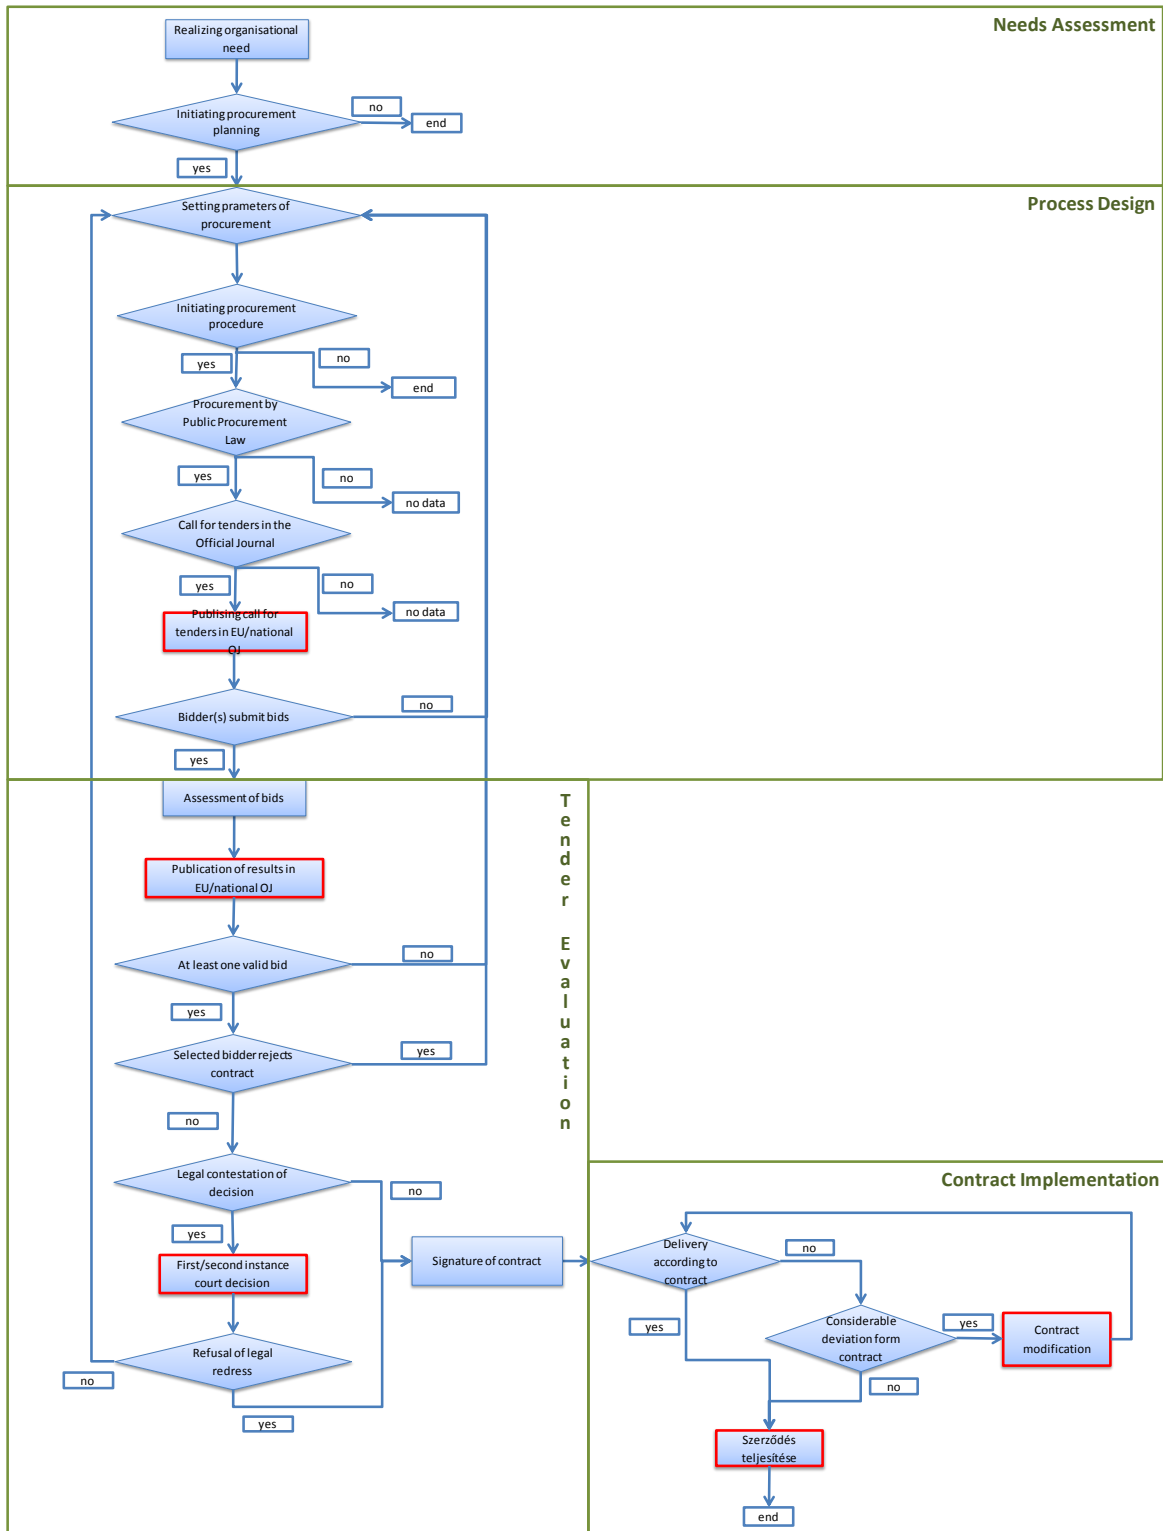 Needs Assessment
Realizing organisational
need
Initiating procurement
planning
no
end
yes
Process Design
Setting prameters of
procurement
Initiating procurement
procedure
yes
no
end
Procurement by
Public Procurement
Law
yes
no
no data
Call for tenders in the
Official Journal
yes
no
no data
Publising call for
tenders in EU/national
OJ
Bidder(s) submit bids
no
yes
Tender Evaluation
Assessment of bids
Publication of results in
EU/national OJ
At least one valid bid
no
yes
Selected bidder rejects
contract
yes
no
Legal contestation of
decision
no
yes
First/second instance
court decision
Refusal of legal
redress
no
yes
Signature of contract
Contract Implementation
Delivery
according to
contract
no
yes
Considerable
deviation form
contract
yes
no
Contract
modification
Szerződés
teljesítése
end